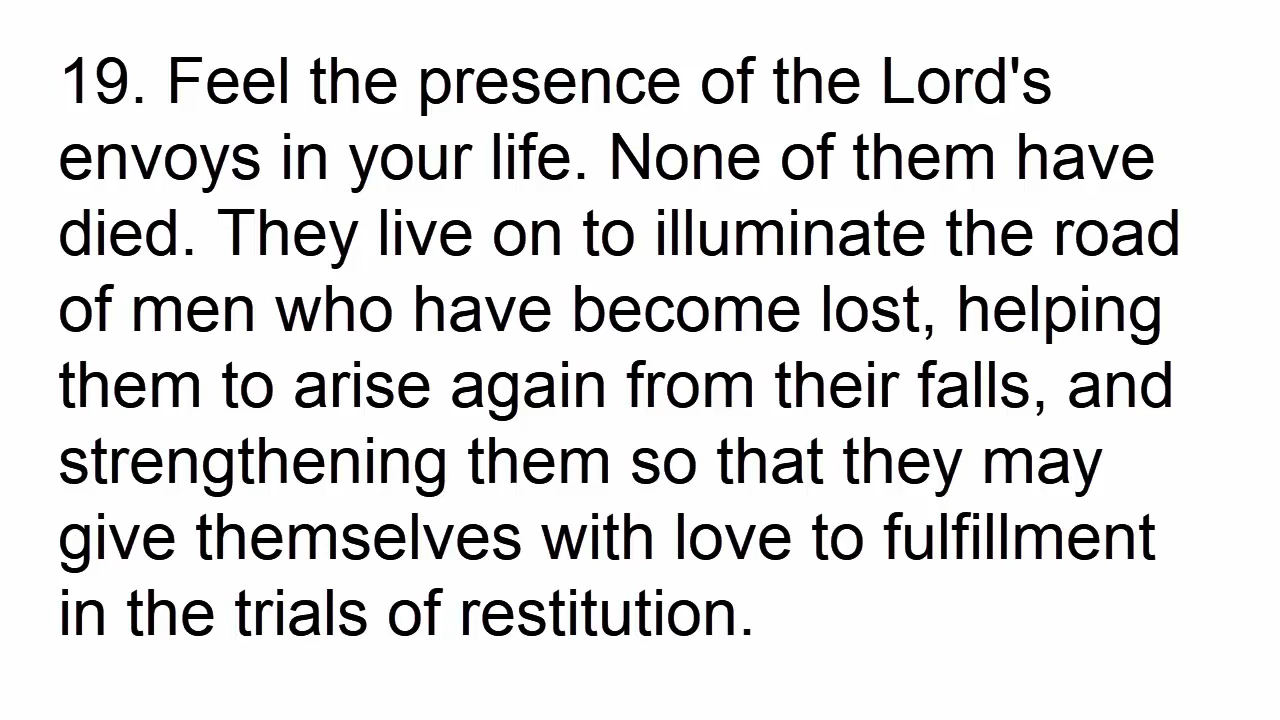 19. Feel the presence of the Lord's
envoys in your life. None of them have
died. They live on to illuminate the road
of men who have become lost, helping
them to arise again from their falls, and
strengthening them so that they may
give themselves with love to fulfillment
in the trials of restitution.